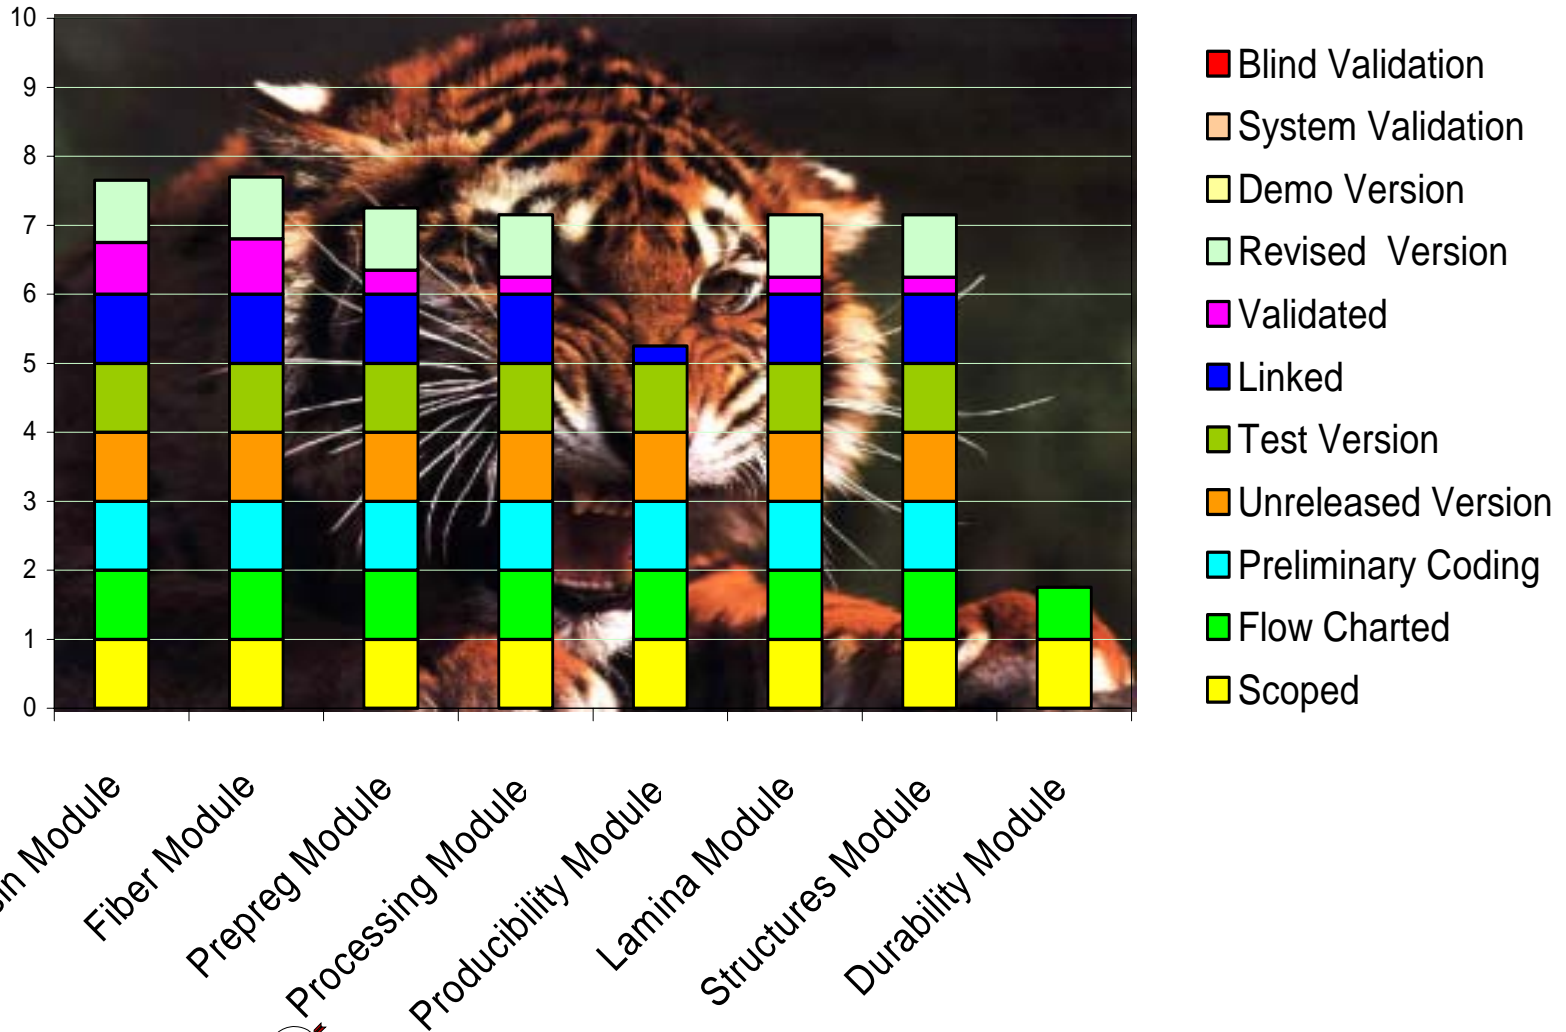 10
9
8
7
6
5
4
3
2
1
0
Blind Validation
System Validation
Demo Version
Revised  Version
Validated
Linked
Test Version
Unreleased Version
Preliminary Coding
Flow Charted
Scoped
Module
Fiber Module
Prepreg Module
Processing Module
Producibility Module
Lamina Module
Structures Module
Durability Module